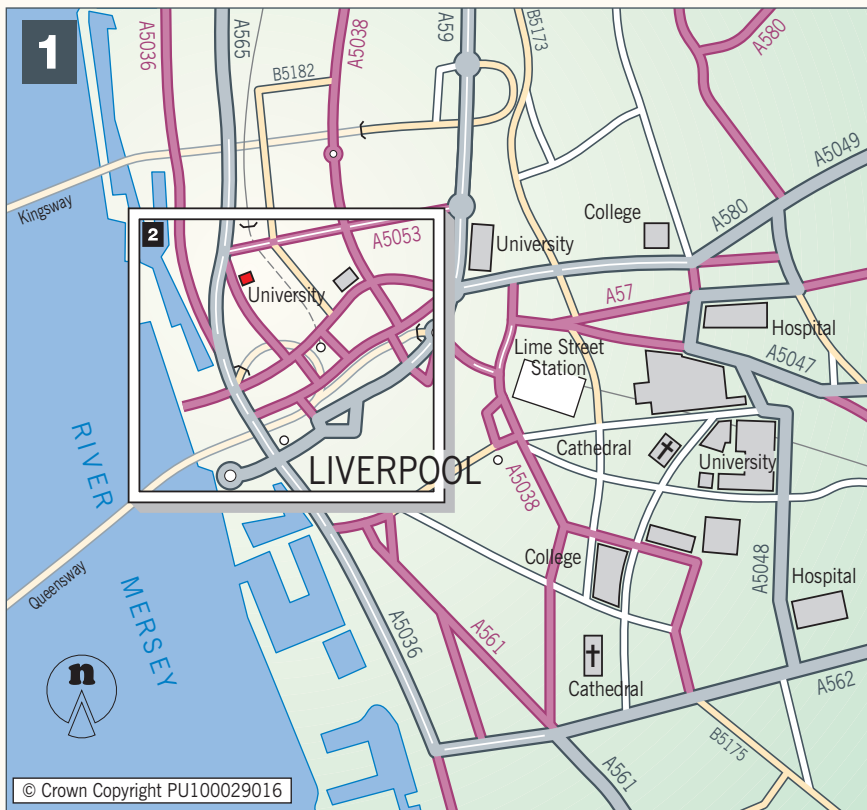 1
A5036
A565
A5038
A59
B5173
A580
B5182
A5049
Kingsway
College
A580
2
A5053
University
University
A57
Hospital
Lime Street
Station
A5047
RIVER
Cathedral
University
LIVERPOOL
A5038
Queensway
College
A5048
MERSEY
A5036
A561
Hospital
n
Cathedral
A562
B5175
A561
© Crown Copyright PU100029016